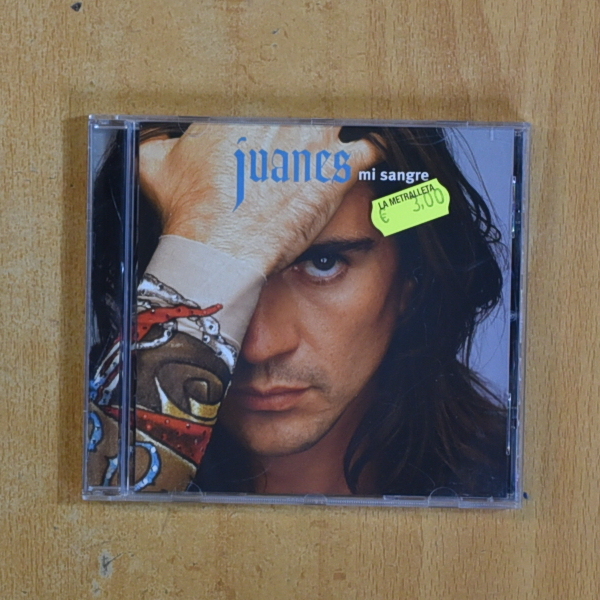 juanes mi sangre
LA METRALLETA
€ 3,00